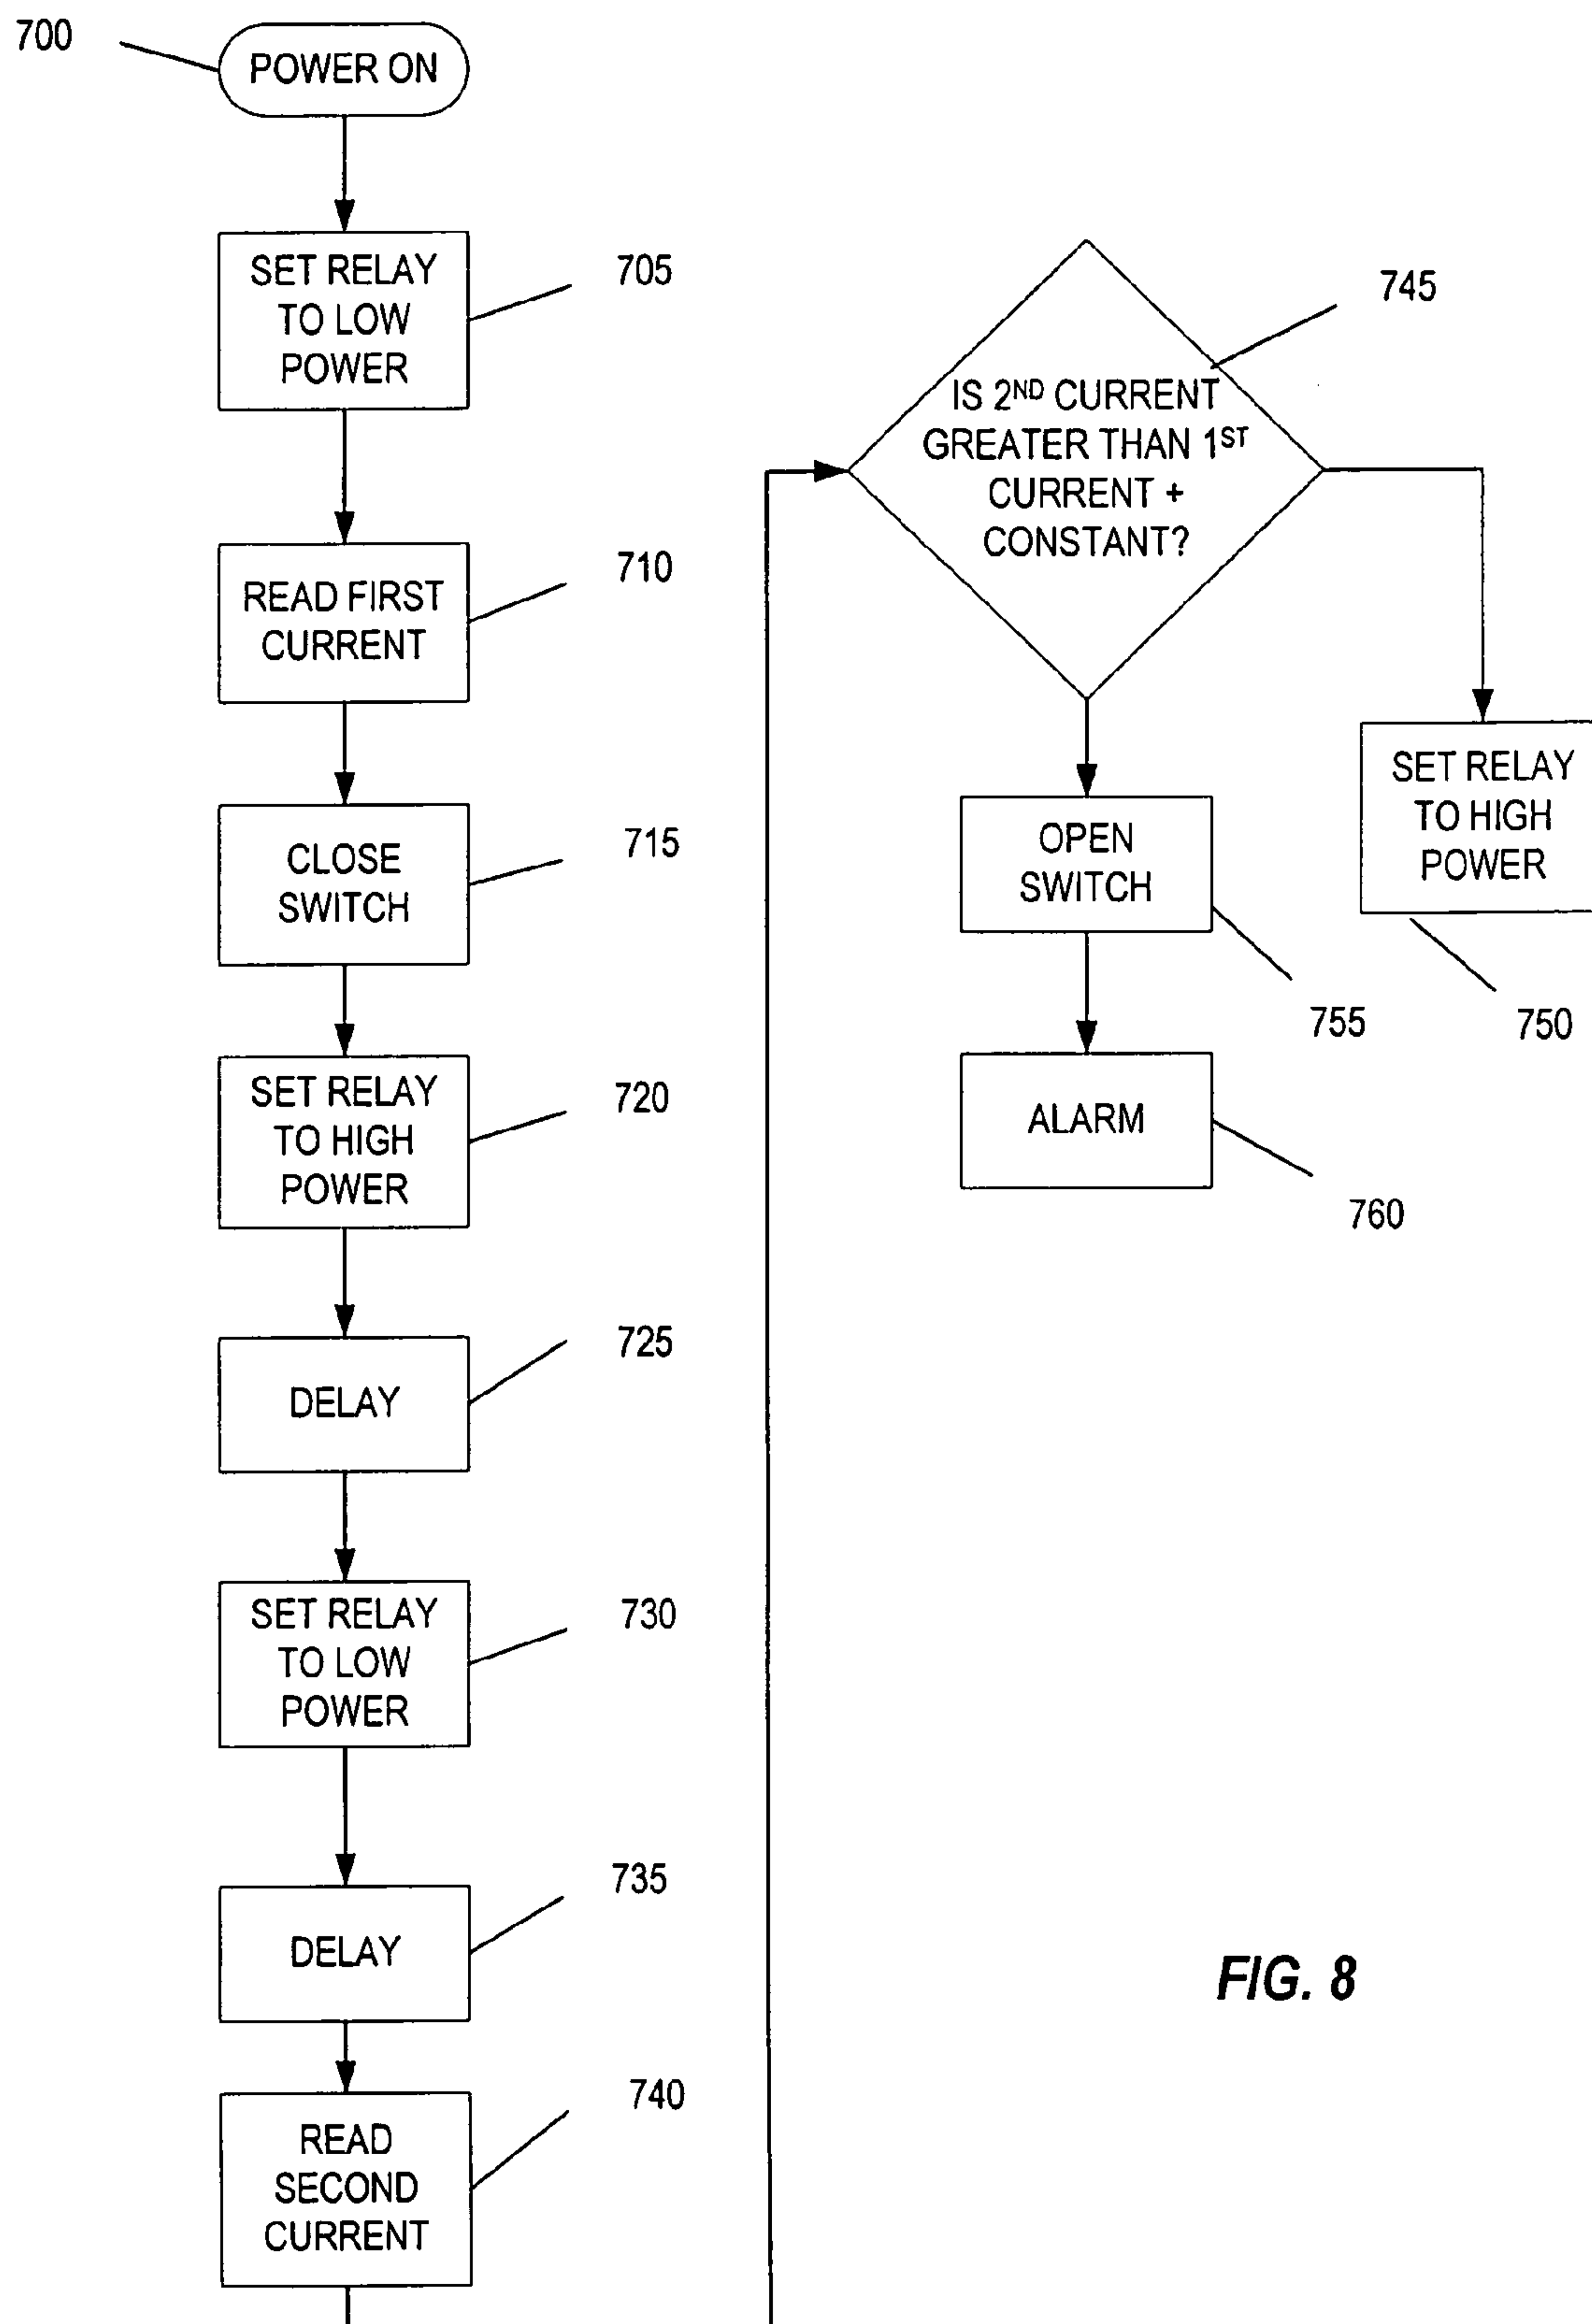 700
POWER ON
SET RELAY
TO LOW
POWER
705
READ FIRST
CURRENT
710
CLOSE
SWITCH
715
SET RELAY
TO HIGH
POWER
720
DELAY
725
SET RELAY
TO LOW
POWER
730
DELAY
735
READ
SECOND
CURRENT
740
745
IS 2ND CURRENT
GREATER THAN 1ST
CURRENT +
CONSTANT?
SET RELAY
TO HIGH
POWER
750
OPEN
SWITCH
755
ALARM
760
FIG. 8